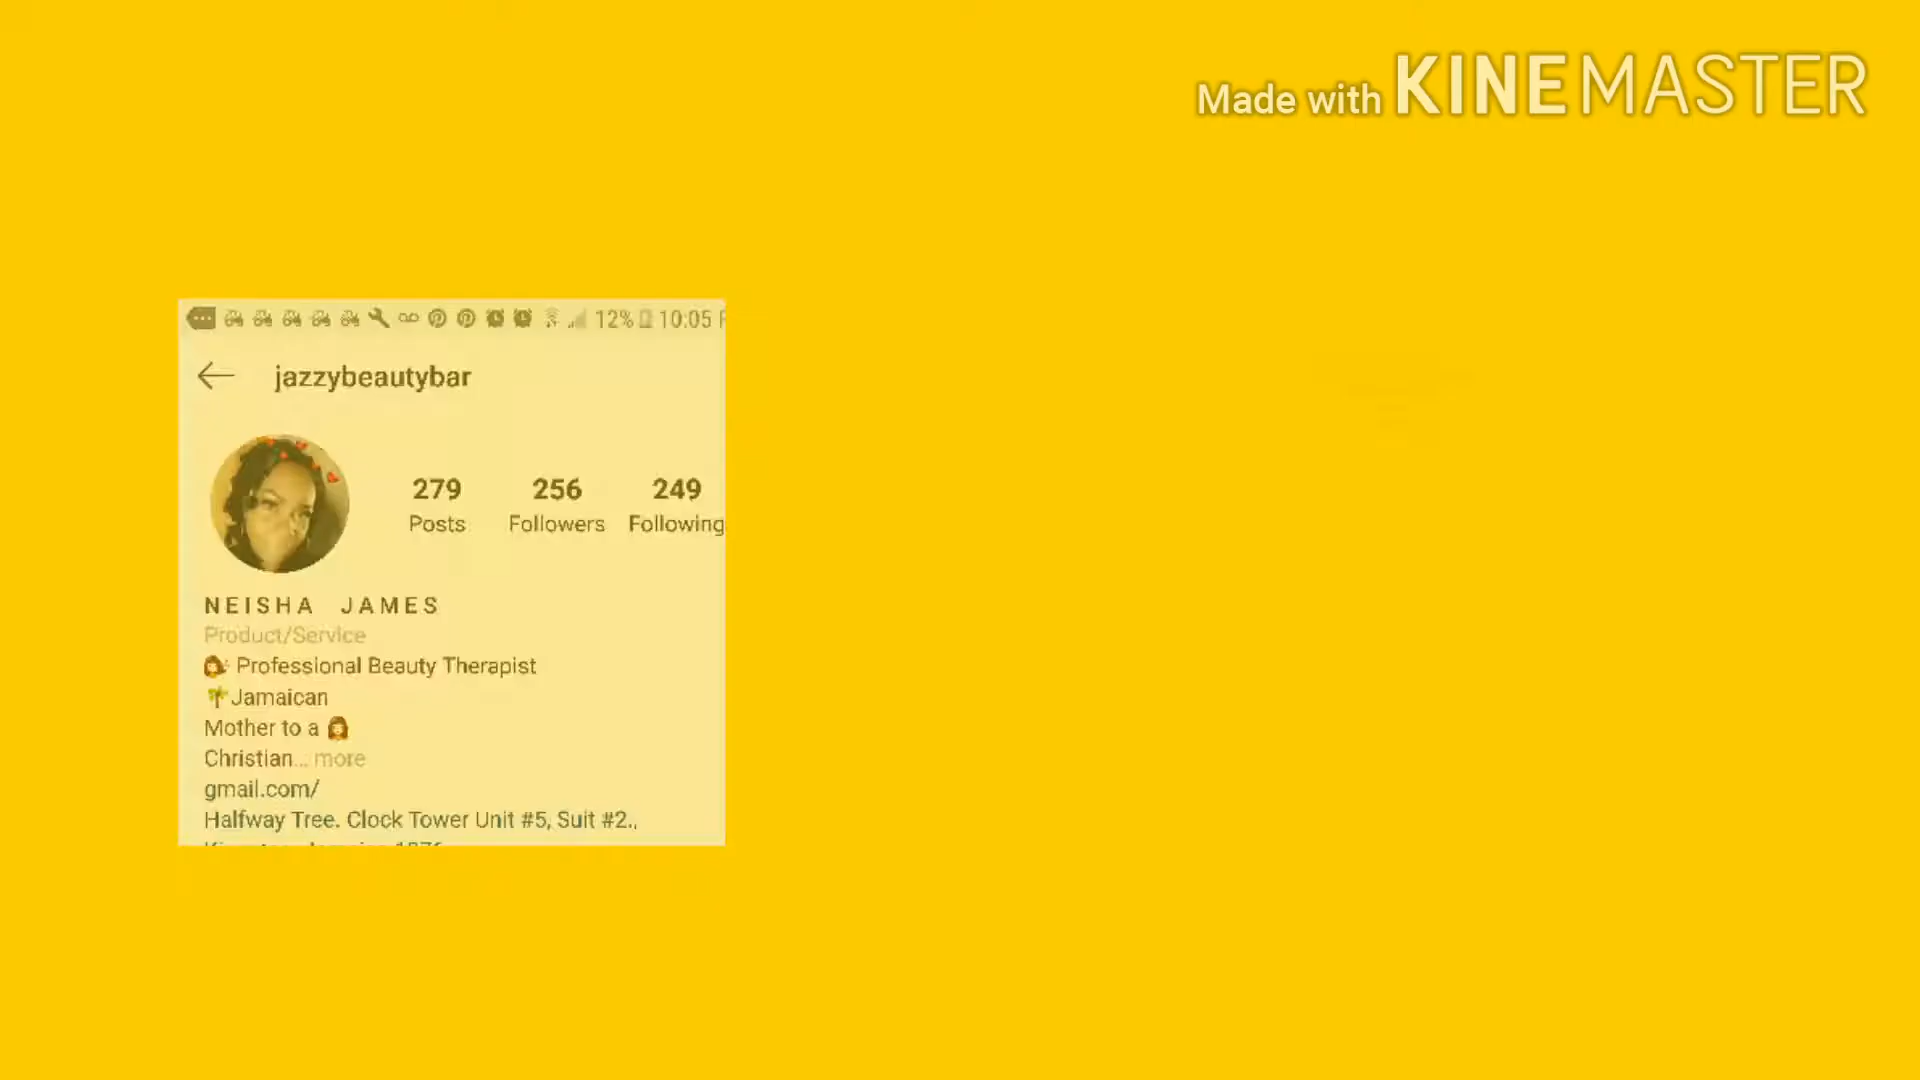 Made with KINEMASTER
12% 10:05
jazzybeautybar
279 256 249
Posts Followers Following
NEISHA JAMES
Product/Service
Professional Beauty Therapist
Jamaican
Mother to a
Christian... more
gmail.com/
Halfway Tree. Clock Tower Unit #5, Suit #2.,